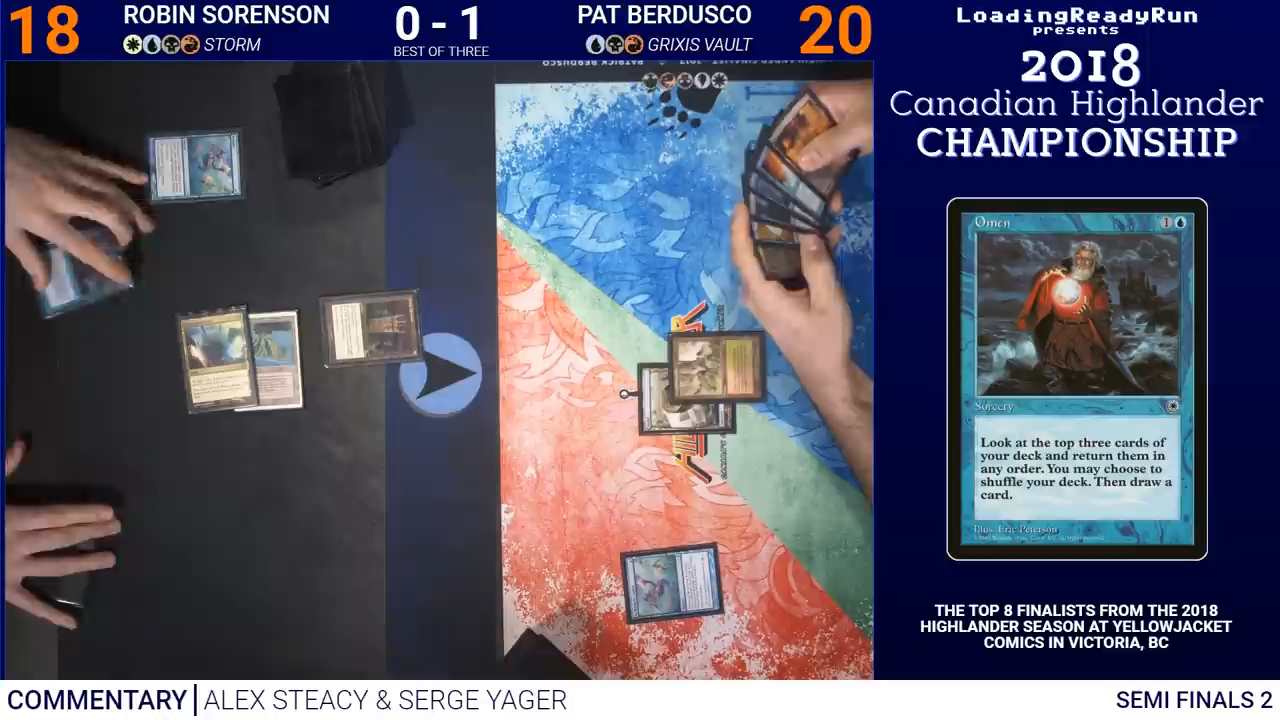 18
ROBIN SORENSON
STORM
0 - 1
BEST OF THREE
PAT BERDUSCO
GRIXIS VAULT
20
LoadingReadyRun
presents
2018
Canadian Highlander
CHAMPIONSHIP
Omen
1
Sorcery
Look at the top three cards of
your deck and return them in
any order. You may choose to
shuffle your deck. Then draw a
card.
Illus. Eric Peterson
THE TOP 8 FINALISTS FROM THE 2018
HIGHLANDER SEASON AT YELLOWJACKET
COMICS IN VICTORIA, BC
COMMENTARY
ALEX STEACY & SERGE YAGER
SEMI FINALS 2